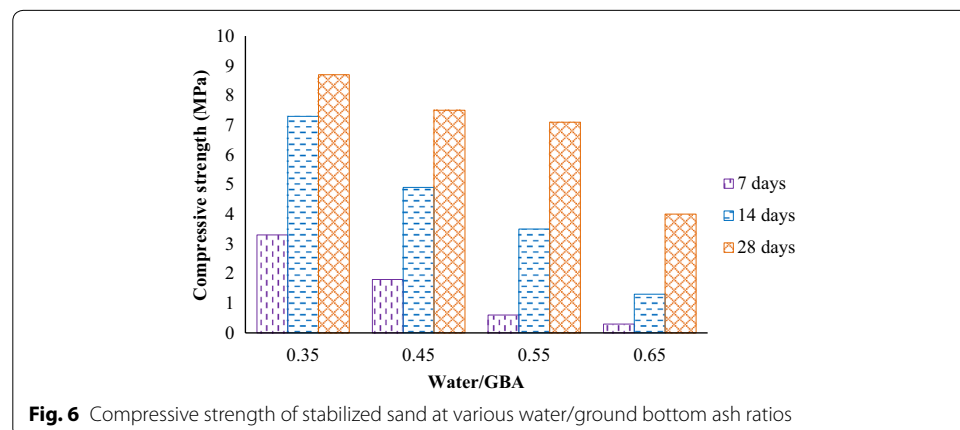 10
9
8
7
6
5
4
3
2
1
0
Compressive strength (MPa)
0.35 0.45 0.55 0.65
Water/GBA
7 days
14 days
28 days
Fig. 6 Compressive strength of stabilized sand at various water/ground bottom ash ratios